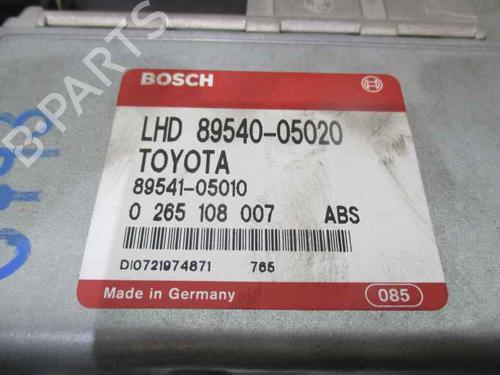 BOSCH
LHD 89540-05020
TOYOTA
89541-05010
0 265 108 007 ABS
DI0721974871 765
Made in Germany 085
B-PARTS